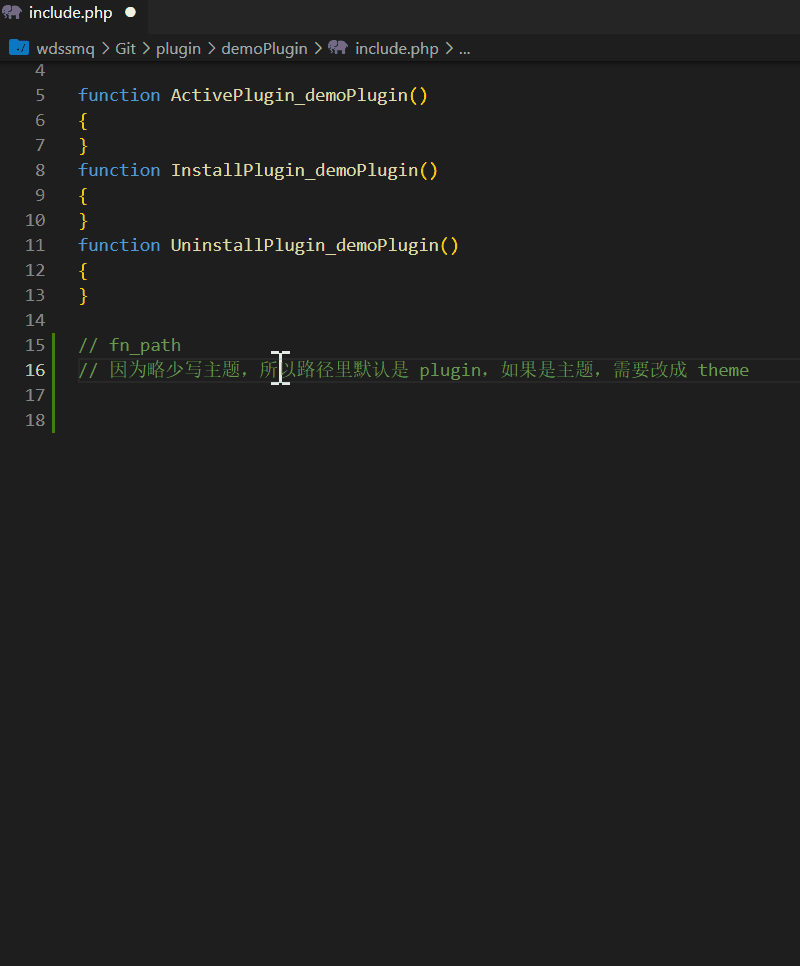 include.php
wdssmq > Git > plugin > demoPlugin > include.php > ...
4
5 function ActivePlugin_demoPlugin()
6 {
7 }
8 function InstallPlugin_demoPlugin()
9 {
10 }
11 function UninstallPlugin_demoPlugin()
12 {
13 }
14
15 // fn_path
16 // 因为略少写主题，所以路径里默认是 plugin，如果是主题，需要改成 theme
17
18